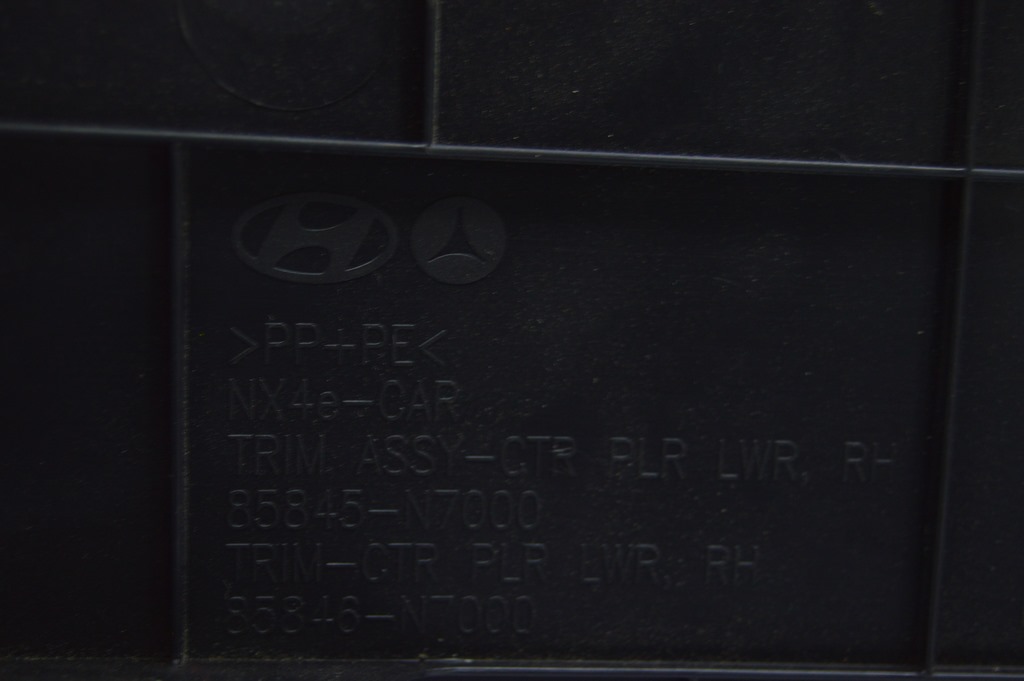 >PP+PE<
NX4e-CAR
TRIM ASSY-CTR PLR LWR, RH
85845-N7000
TRIM-CTR PLR LWR, RH
85846-N7000